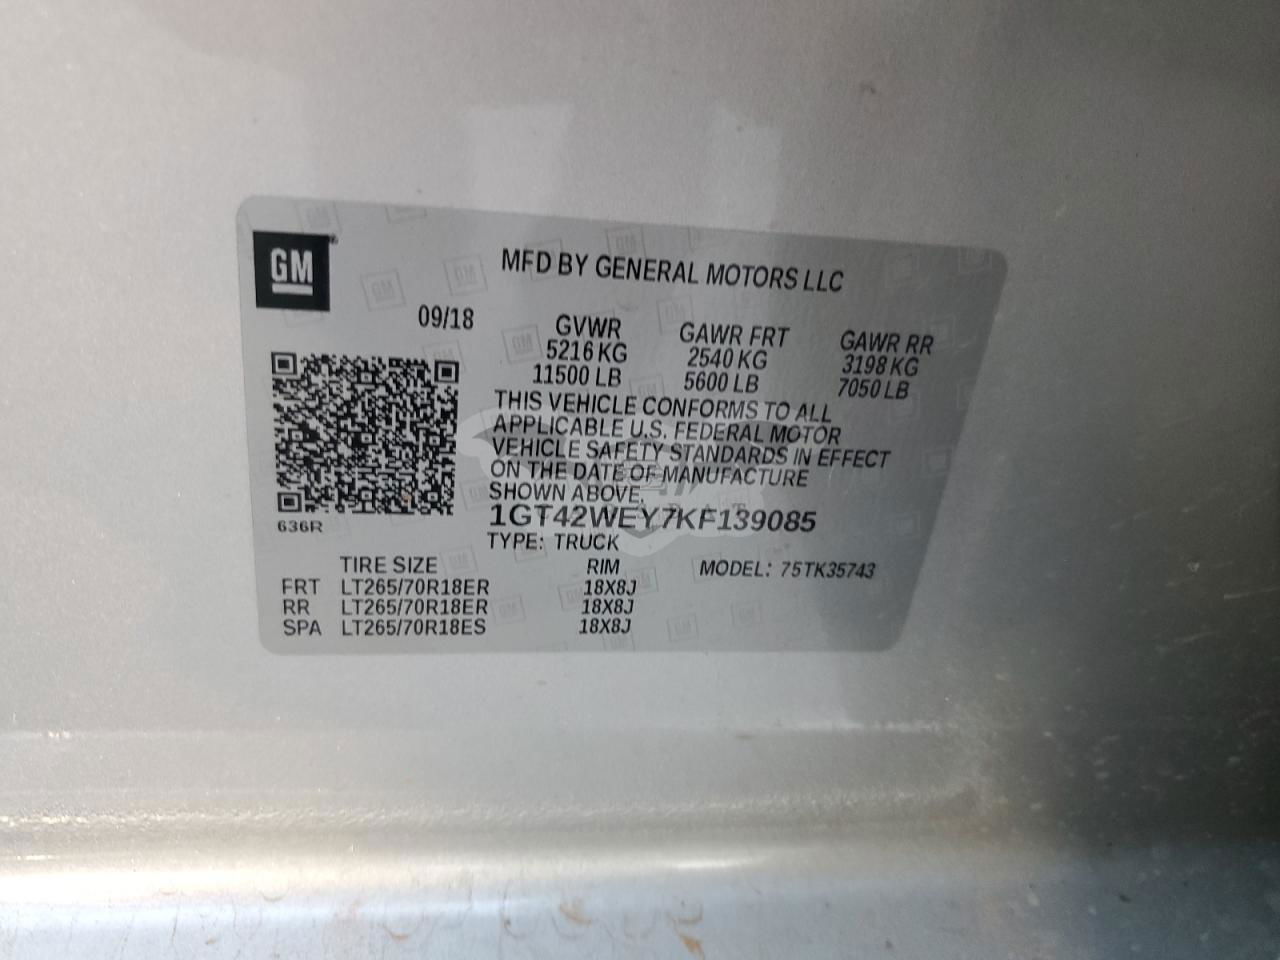 GM
MFD BY GENERAL MOTORS LLC
09/18
GVWR GAWR FRT GAWR RR
5216 KG 2540 KG 3198 KG
11500 LB 5600 LB 7050 LB
THIS VEHICLE CONFORMS TO ALL
APPLICABLE U.S. FEDERAL MOTOR
VEHICLE SAFETY STANDARDS IN EFFECT
ON THE DATE OF MANUFACTURE
SHOWN ABOVE.
636R
1GT42WEY7KF139085
TYPE: TRUCK
TIRE SIZE RIM MODEL: 75TK35743
FRT LT265/70R18ER 18X8J
RR LT265/70R18ER 18X8J
SPA LT265/70R18ES 18X8J